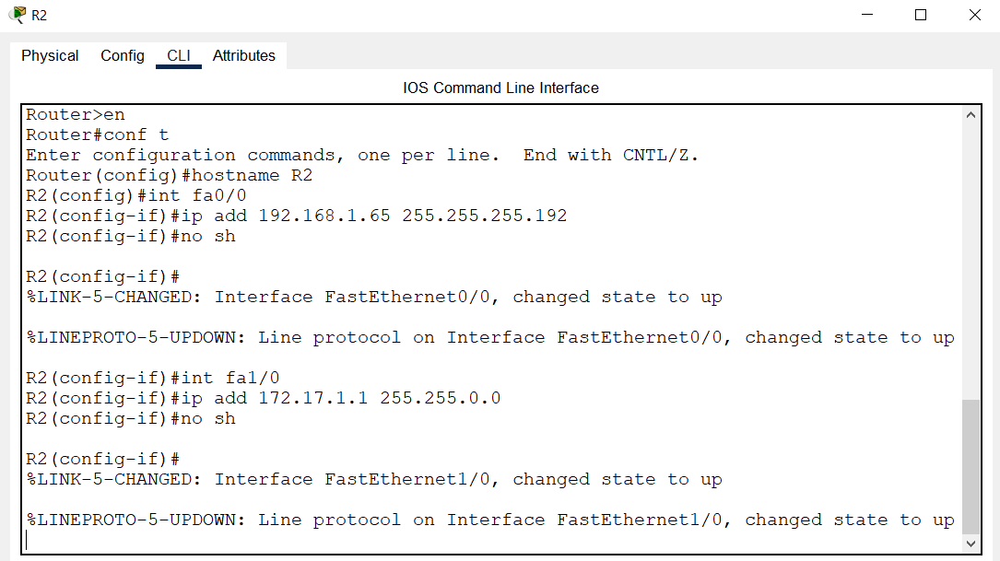 R2
Physical Config CLI Attributes
IOS Command Line Interface
Router>en
Router#conf t
Enter configuration commands, one per line.  End with CNTL/Z.
Router(config)#hostname R2
R2(config)#int fa0/0
R2(config-if)#ip add 192.168.1.65 255.255.255.192
R2(config-if)#no sh
R2(config-if)#
%LINK-5-CHANGED: Interface FastEthernet0/0, changed state to up
%LINEPROTO-5-UPDOWN: Line protocol on Interface FastEthernet0/0, changed state to up
R2(config-if)#int fa1/0
R2(config-if)#ip add 172.17.1.1 255.255.0.0
R2(config-if)#no sh
R2(config-if)#
%LINK-5-CHANGED: Interface FastEthernet1/0, changed state to up
%LINEPROTO-5-UPDOWN: Line protocol on Interface FastEthernet1/0, changed state to up